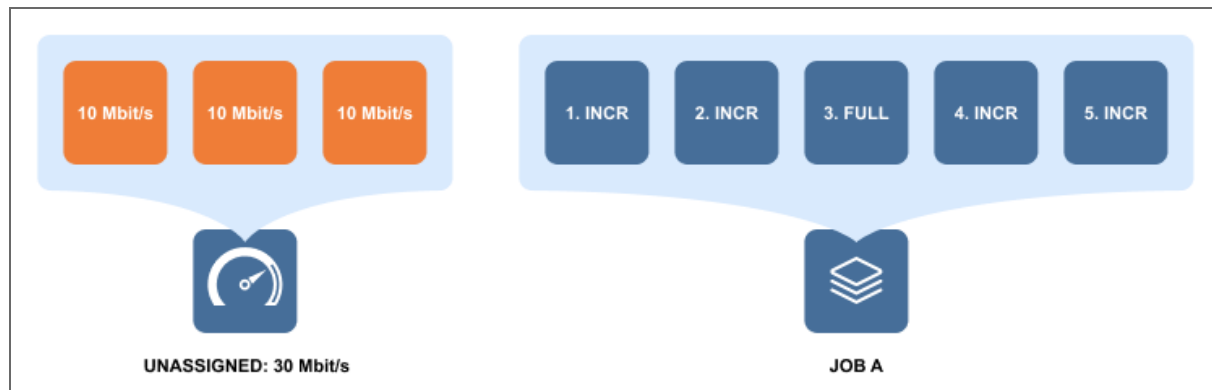 10 Mbit/s 10 Mbit/s 10 Mbit/s
1. INCR 2. INCR 3. FULL 4. INCR 5. INCR
UNASSIGNED: 30 Mbit/s
JOB A